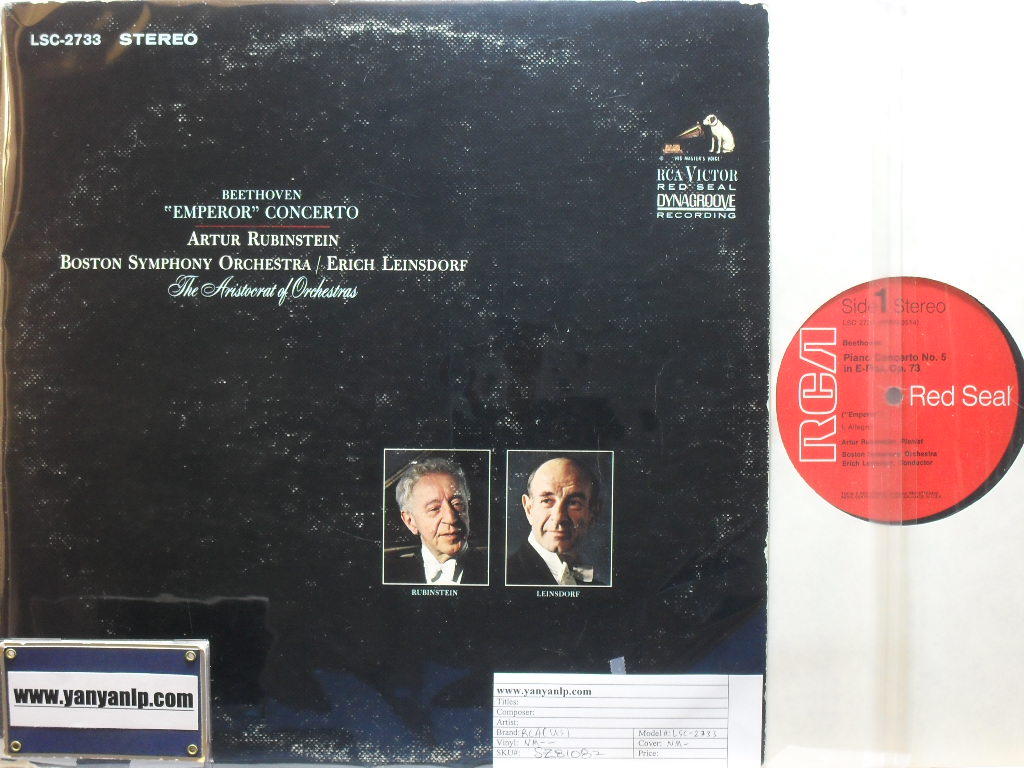 LSC-2733 STEREO
"HIS MASTER'S VOICE"
RCA VICTOR
RED SEAL
DYNAGROOVE
RECORDING
BEETHOVEN
"EMPEROR" CONCERTO
ARTUR RUBINSTEIN
BOSTON SYMPHONY ORCHESTRA / ERICH LEINSDORF
The Aristocrat of Orchestras
RUBINSTEIN
LEINSDORF
Side 1 Stereo
Beethoven
Piano Concerto No. 5
in E-Flat, Op. 73
RCA
Red Seal
("Emperor")
I. Allegro
Artur Rubinstein, Pianist
Boston Symphony Orchestra
Erich Leinsdorf, Conductor
www.yanyanlp.com
www.yanyanlp.com
Titles:
Composer:
Artist:
Brand: RCA(US) Model #: LSC-2733
Vinyl: NM-- Cover: NM-
SKU#: SZ81082 Price: